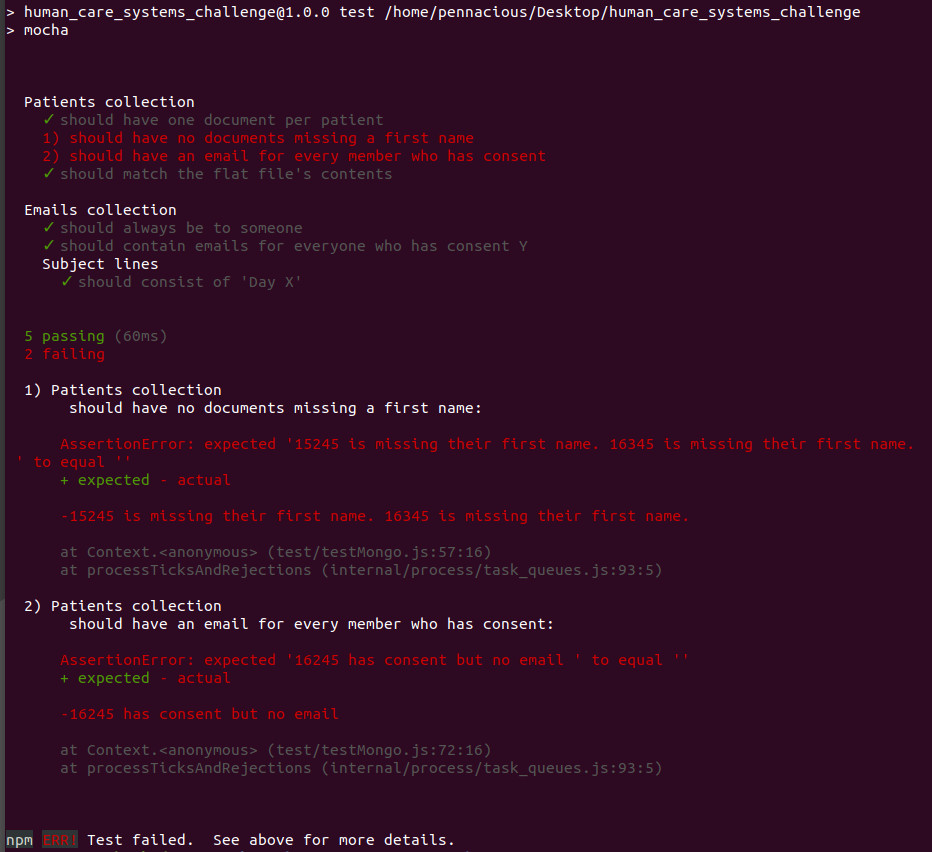 > human_care_systems_challenge@1.0.0 test /home/pennacious/Desktop/human_care_systems_challenge
> mocha
Patients collection
✓ should have one document per patient
1) should have no documents missing a first name
2) should have an email for every member who has consent
✓ should match the flat file's contents
Emails collection
✓ should always be to someone
✓ should contain emails for everyone who has consent Y
Subject lines
✓ should consist of 'Day X'
5 passing (60ms)
2 failing
1) Patients collection
should have no documents missing a first name:
AssertionError: expected '15245 is missing their first name. 16345 is missing their first name.
' to equal ''
+ expected - actual
-15245 is missing their first name. 16345 is missing their first name.
at Context.<anonymous> (test/testMongo.js:57:16)
at processTicksAndRejections (internal/process/task_queues.js:93:5)
2) Patients collection
should have an email for every member who has consent:
AssertionError: expected '16245 has consent but no email ' to equal ''
+ expected - actual
-16245 has consent but no email
at Context.<anonymous> (test/testMongo.js:72:16)
at processTicksAndRejections (internal/process/task_queues.js:93:5)
npm ERR! Test failed.  See above for more details.